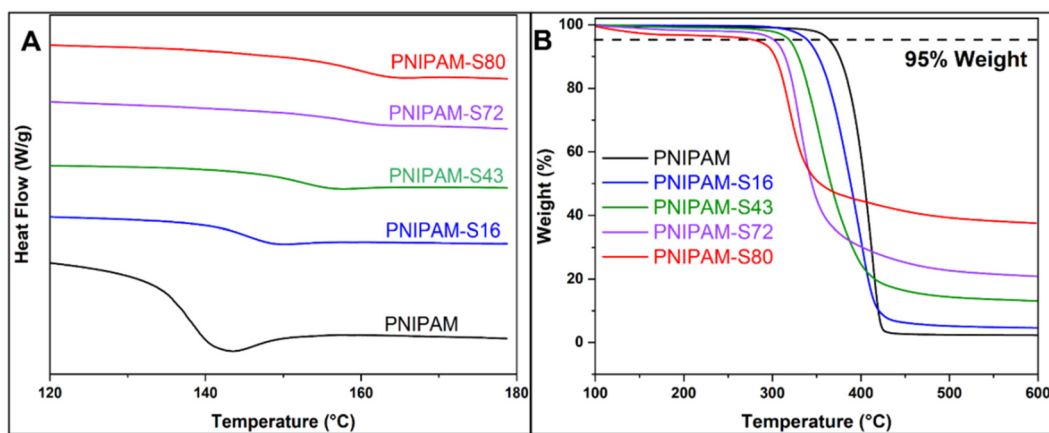 A
PNIPAM-S80
PNIPAM-S72
PNIPAM-S43
PNIPAM-S16
PNIPAM
Heat Flow (W/g)
120 140 160 180
Temperature (°C)
B
95% Weight
PNIPAM
PNIPAM-S16
PNIPAM-S43
PNIPAM-S72
PNIPAM-S80
Weight (%)
100
80
60
40
20
0
100 200 300 400 500 600
Temperature (°C)